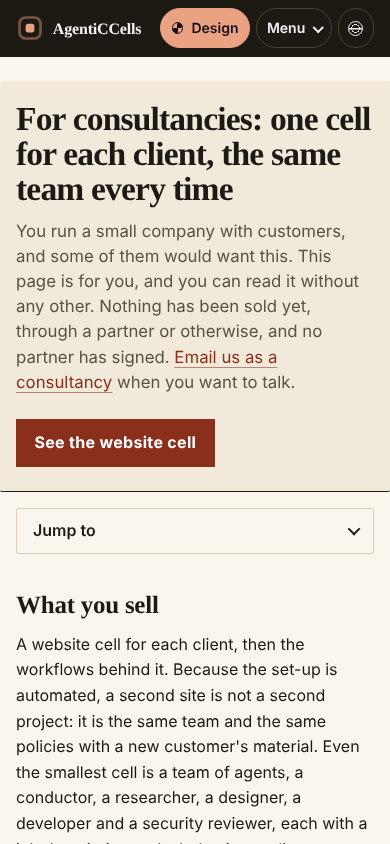 AgentiCCells
Design
Menu
For consultancies: one cell
for each client, the same
team every time
You run a small company with customers,
and some of them would want this. This
page is for you, and you can read it without
any other. Nothing has been sold yet,
through a partner or otherwise, and no
partner has signed. Email us as a
consultancy when you want to talk.
See the website cell
Jump to
What you sell
A website cell for each client, then the
workflows behind it. Because the set-up is
automated, a second site is not a second
project: it is the same team and the same
policies with a new customer's material. Even
the smallest cell is a team of agents, a
conductor, a researcher, a designer, a
developer and a security reviewer, each with a